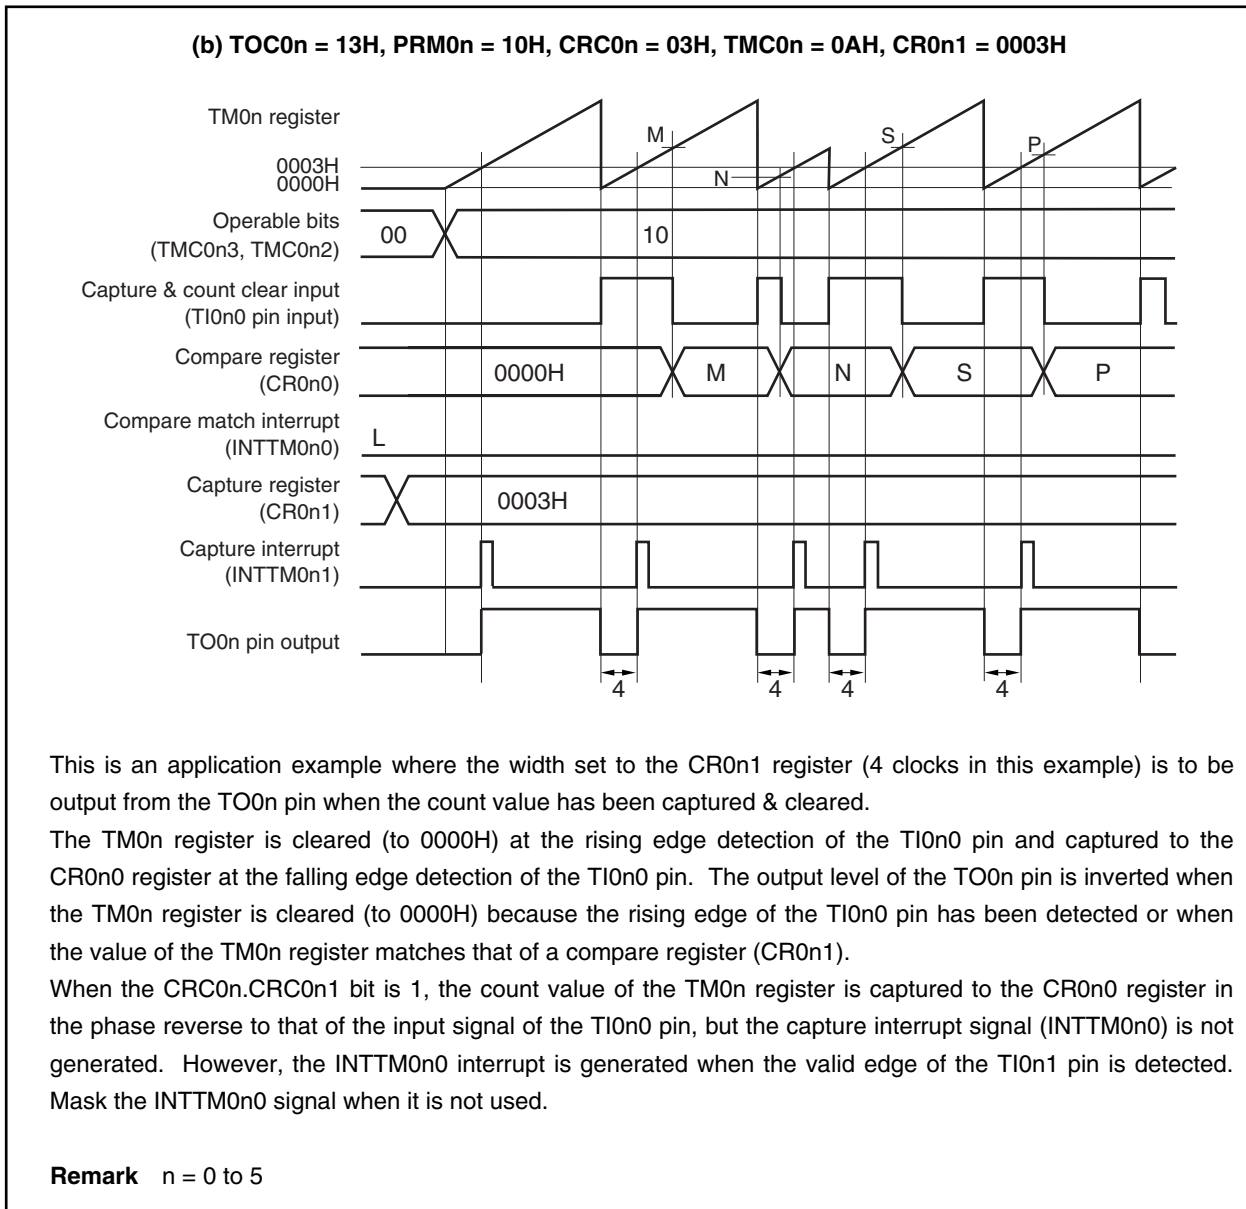 (b) TOC0n = 13H, PRM0n = 10H, CRC0n = 03H, TMC0n = 0AH, CR0n1 = 0003H
TM0n register
M
S
P
0003H
N
0000H
Operable bits
(TMC0n3, TMC0n2)
00
10
Capture & count clear input
(TI0n0 pin input)
Compare register
(CR0n0)
0000H
M
N
S
P
Compare match interrupt
(INTTM0n0)
L
Capture register
(CR0n1)
0003H
Capture interrupt
(INTTM0n1)
TO0n pin output
4
4
4
4
This is an application example where the width set to the CR0n1 register (4 clocks in this example) is to be
output from the TO0n pin when the count value has been captured & cleared.
The TM0n register is cleared (to 0000H) at the rising edge detection of the TI0n0 pin and captured to the
CR0n0 register at the falling edge detection of the TI0n0 pin.  The output level of the TO0n pin is inverted when
the TM0n register is cleared (to 0000H) because the rising edge of the TI0n0 pin has been detected or when
the value of the TM0n register matches that of a compare register (CR0n1).
When the CRC0n.CRC0n1 bit is 1, the count value of the TM0n register is captured to the CR0n0 register in
the phase reverse to that of the input signal of the TI0n0 pin, but the capture interrupt signal (INTTM0n0) is not
generated.  However, the INTTM0n0 interrupt is generated when the valid edge of the TI0n1 pin is detected.
Mask the INTTM0n0 signal when it is not used.
Remark   n = 0 to 5